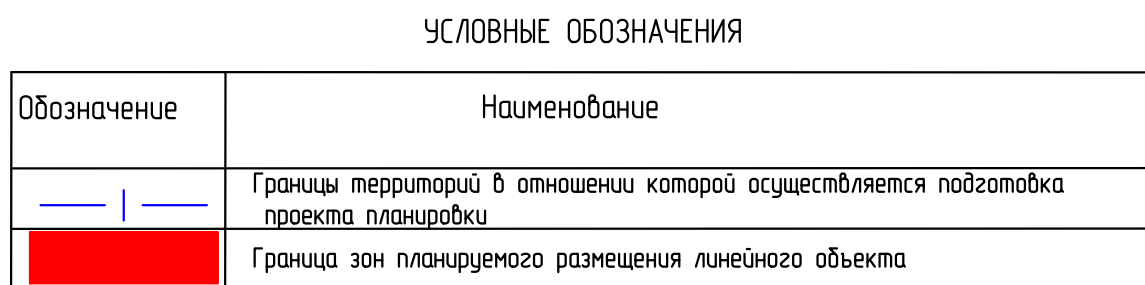 УСЛОВНЫЕ ОБОЗНАЧЕНИЯ
Обозначение
Наименование
Границы территорий в отношении которой осуществляется подготовка
проекта планировки
Граница зон планируемого размещения линейного объекта